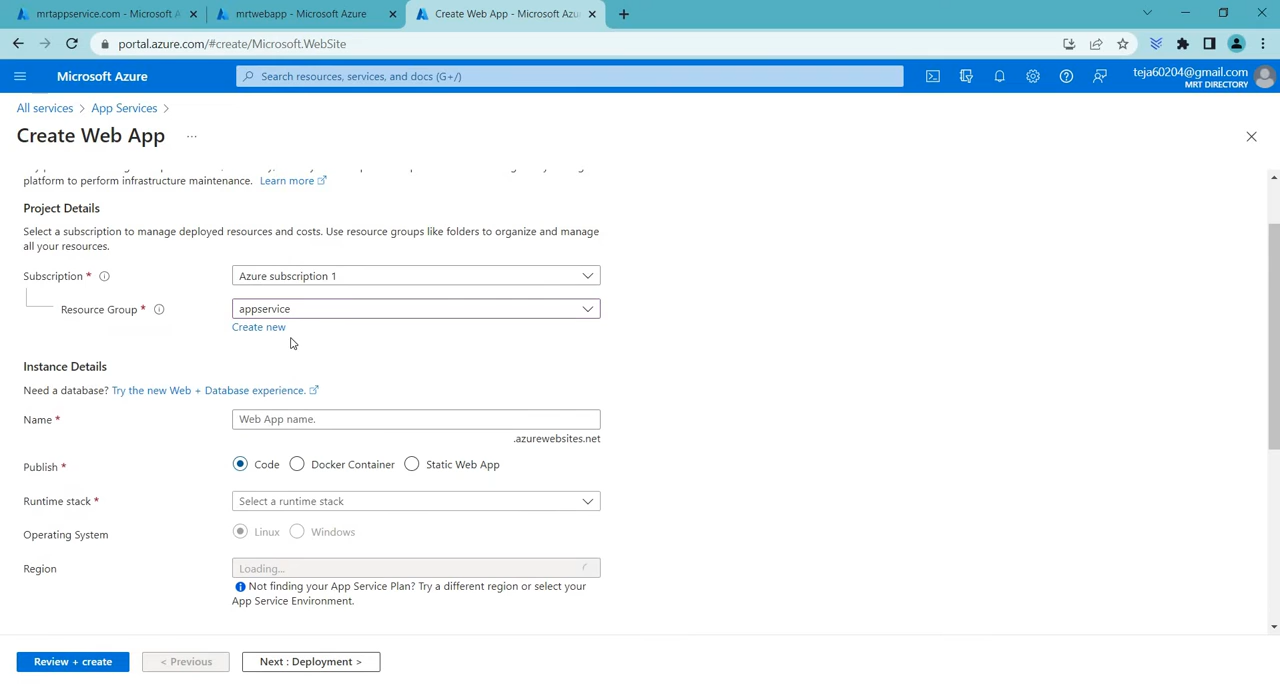 mrtappservice.com - Microsoft A
mrtwebapp - Microsoft Azure
Create Web App - Microsoft Azu
portal.azure.com/#create/Microsoft.WebSite
Microsoft Azure
Search resources, services, and docs (G+/)
teja60204@gmail.com
MRT DIRECTORY
All services > App Services >
Create Web App ...
platform to perform infrastructure maintenance. Learn more
Project Details
Select a subscription to manage deployed resources and costs. Use resource groups like folders to organize and manage
all your resources.
Subscription *
Azure subscription 1
Resource Group *
appservice
Create new
Instance Details
Need a database? Try the new Web + Database experience.
Name *
Web App name.
.azurewebsites.net
Publish *
Code
Docker Container
Static Web App
Runtime stack *
Select a runtime stack
Operating System
Linux
Windows
Region
Loading...
Not finding your App Service Plan? Try a different region or select your
App Service Environment.
Review + create
< Previous
Next : Deployment >